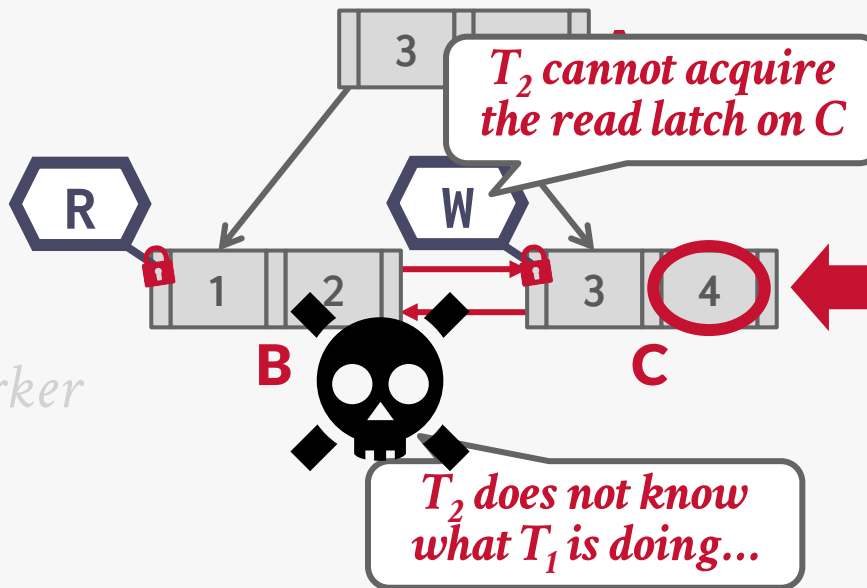 3
T2 cannot acquire
the read latch on C
R
W
1 2
3 4
B
C
rker
T2 does not know
what T1 is doing...